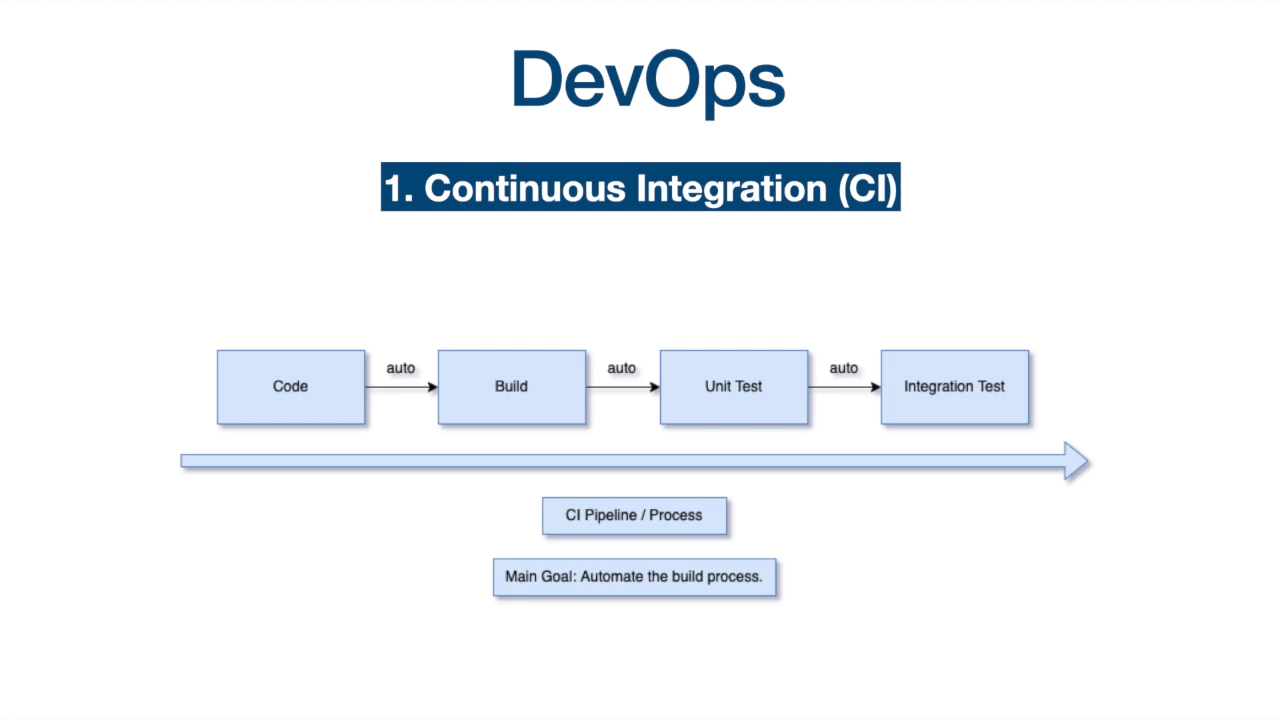 DevOps
1. Continuous Integration (CI)
auto
auto
auto
Code
Build
Unit Test
Integration Test
CI Pipeline / Process
Main Goal: Automate the build process.